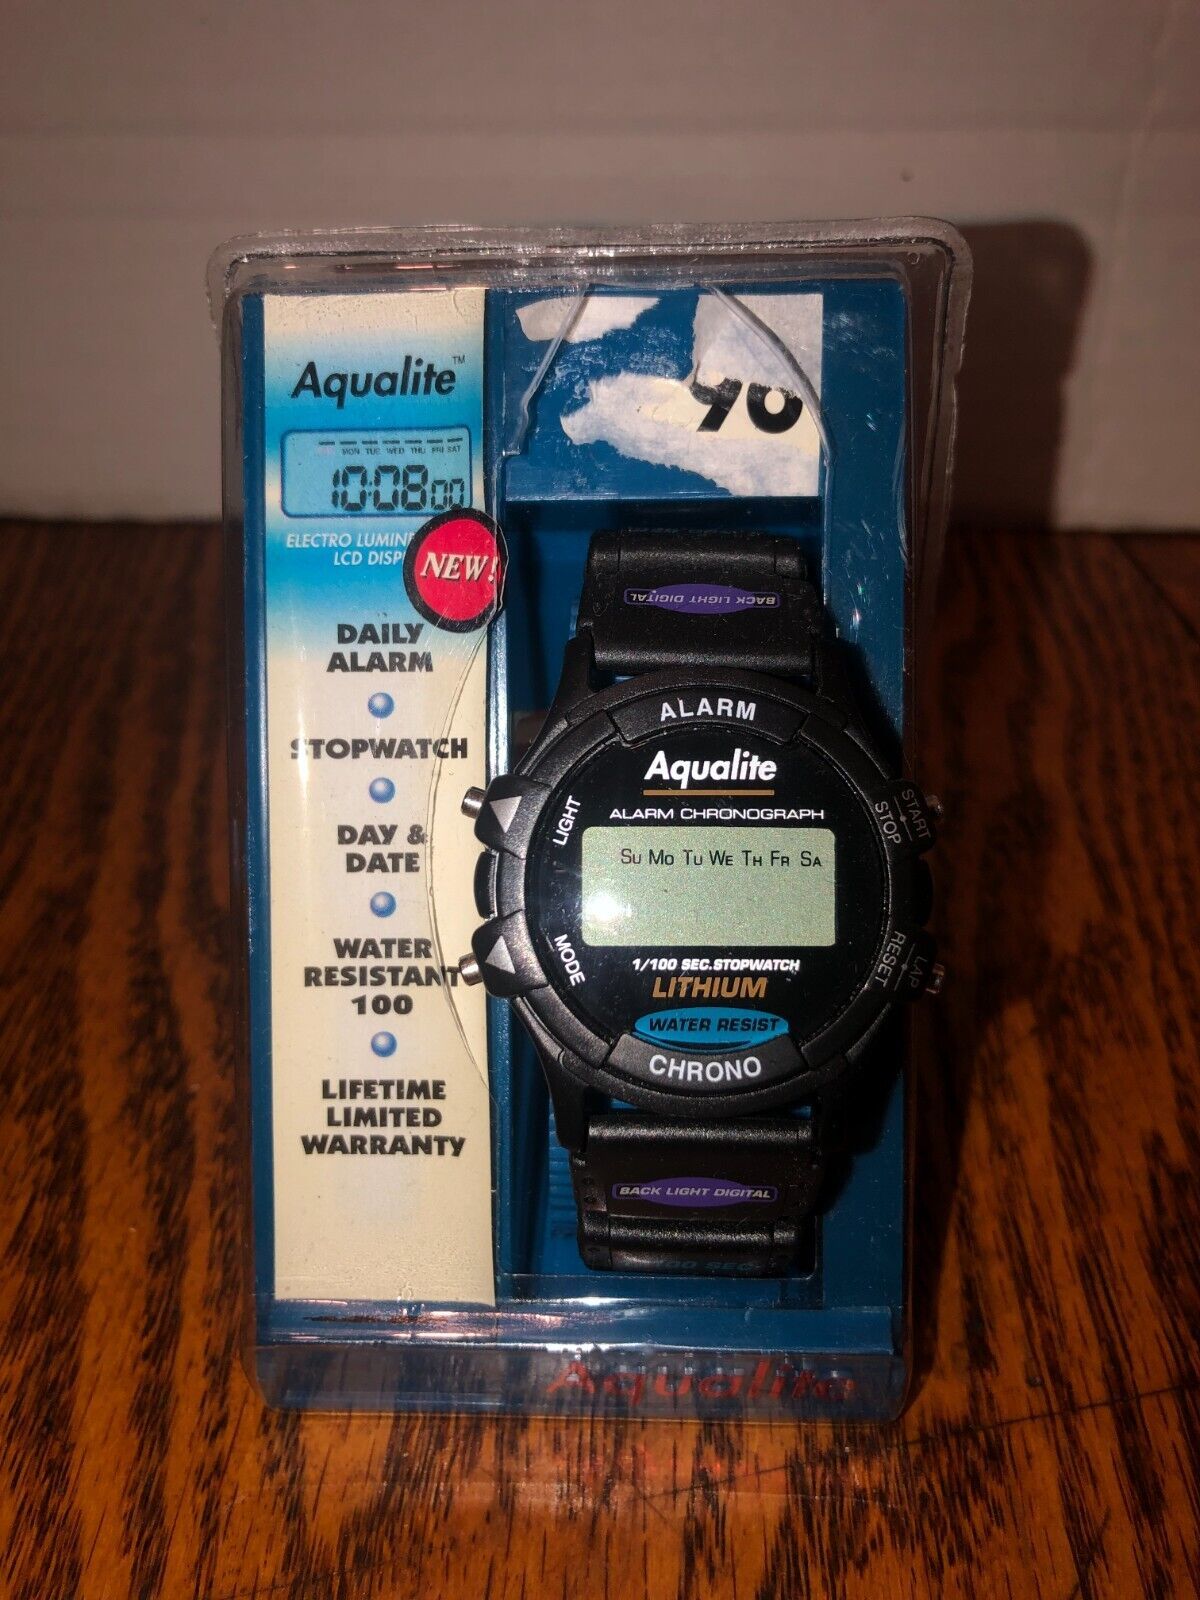 Aqualite™
MON TUE WED THU FRI SAT
10:08 00
LCD
NEW!
DAILY
ALARM
STOPWATCH
DAY &
DATE
WATER
RESISTANT
100
LIFETIME
LIMITED
WARRANTY
BACK LIGHT DIGITAL
ALARM
Aqualite
ALARM CHRONOGRAPH
LIGHT
START
STOP
SU MO TU WE TH FR SA
MODE
LAP
RESET
1/100 SEC.STOPWATCH
LITHIUM
WATER RESIST
CHRONO
BACK LIGHT DIGITAL
Aqualite